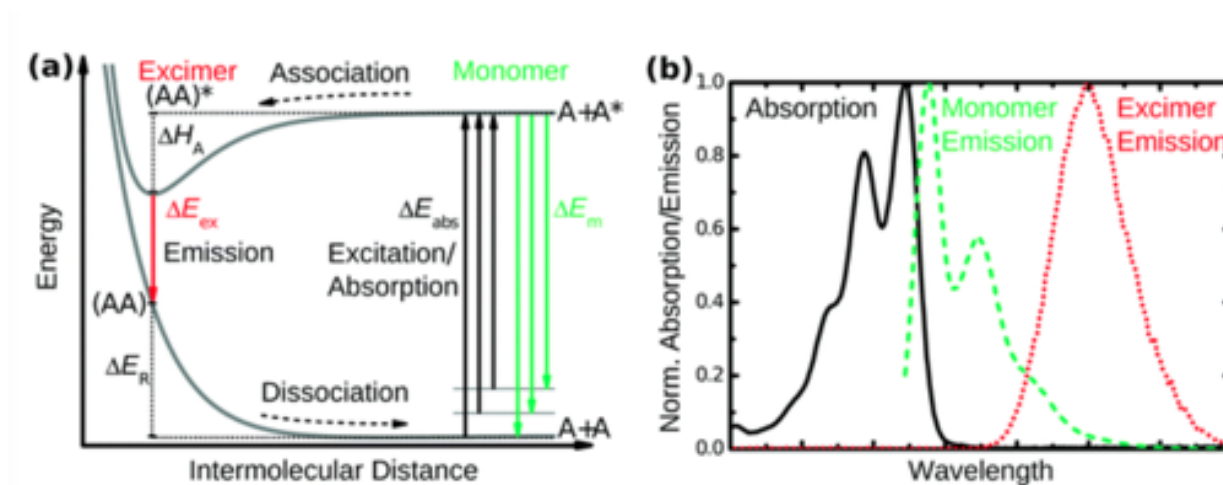 (a)
Excimer
(AA)*
Association
Monomer
A+A*
ΔH_A
ΔE_ex
Emission
ΔE_abs
Excitation/
Absorption
ΔE_m
(AA)
ΔE_R
Dissociation
A+A
Energy
Intermolecular Distance
(b)
Norm. Absorption/Emission
1.0
0.8
0.6
0.4
0.2
0.0
Absorption
Monomer
Emission
Excimer
Emission
Wavelength